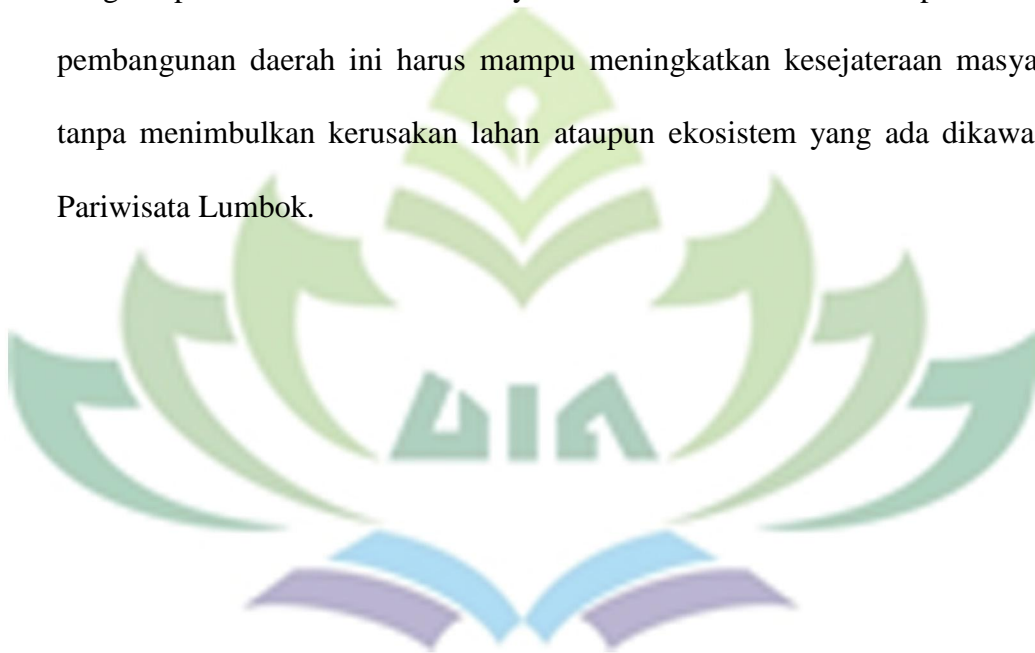 pembangunan daerah ini harus mampu meningkatkan kesejateraan masya
tanpa menimbulkan kerusakan lahan ataupun ekosistem yang ada dikawa
Pariwisata Lumbok.
UIN